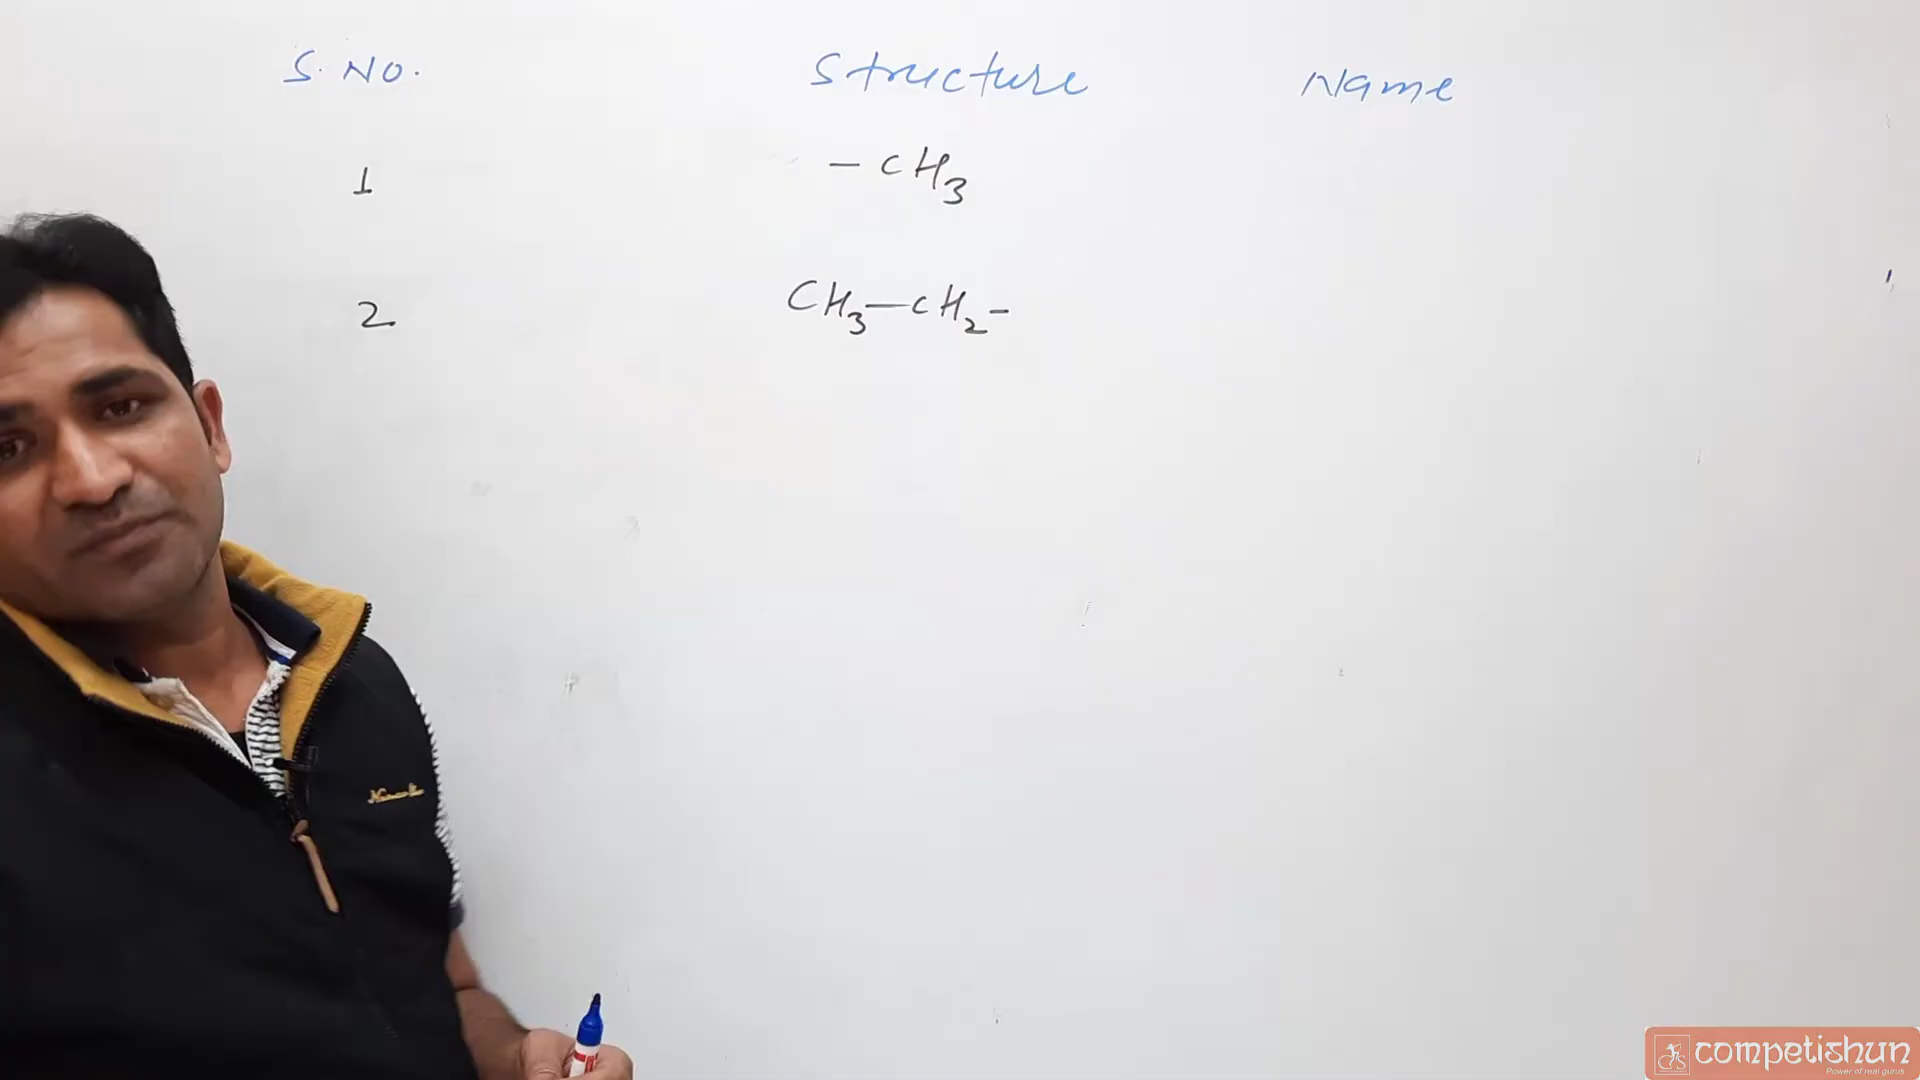 S. No. Structure Name
1 – CH3
2 CH3–CH2–
competishun
Power of real gurus